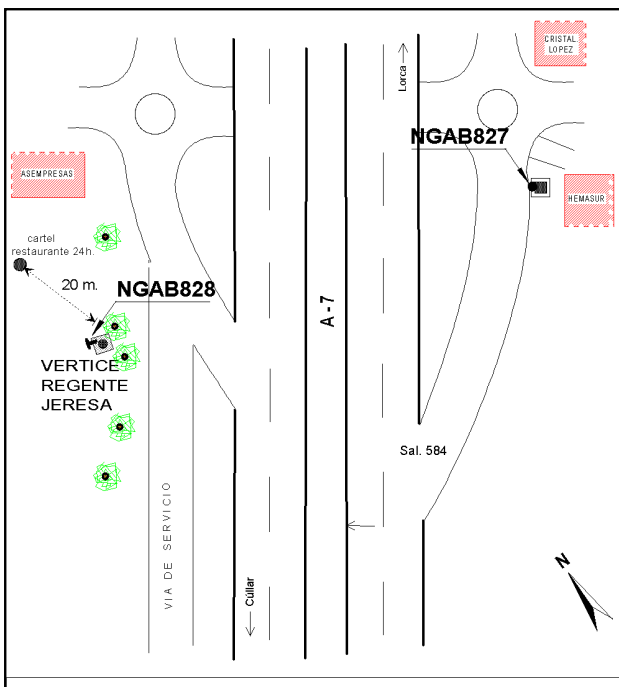 CRISTAL.
LOPEZ
Lorca
NGAB827
ASEMPRESAS
HEMASUR
cartel
restaurante 24h.
20 m.
NGAB828
A-7
VERTICE
REGENTE
JERESA
Sal. 584
VIA DE SERVICIO
Cúllar
N